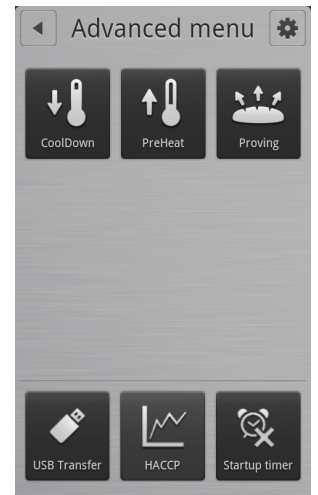 Advanced menu
CoolDown
PreHeat
Proving
USB Transfer
HACCP
Startup timer